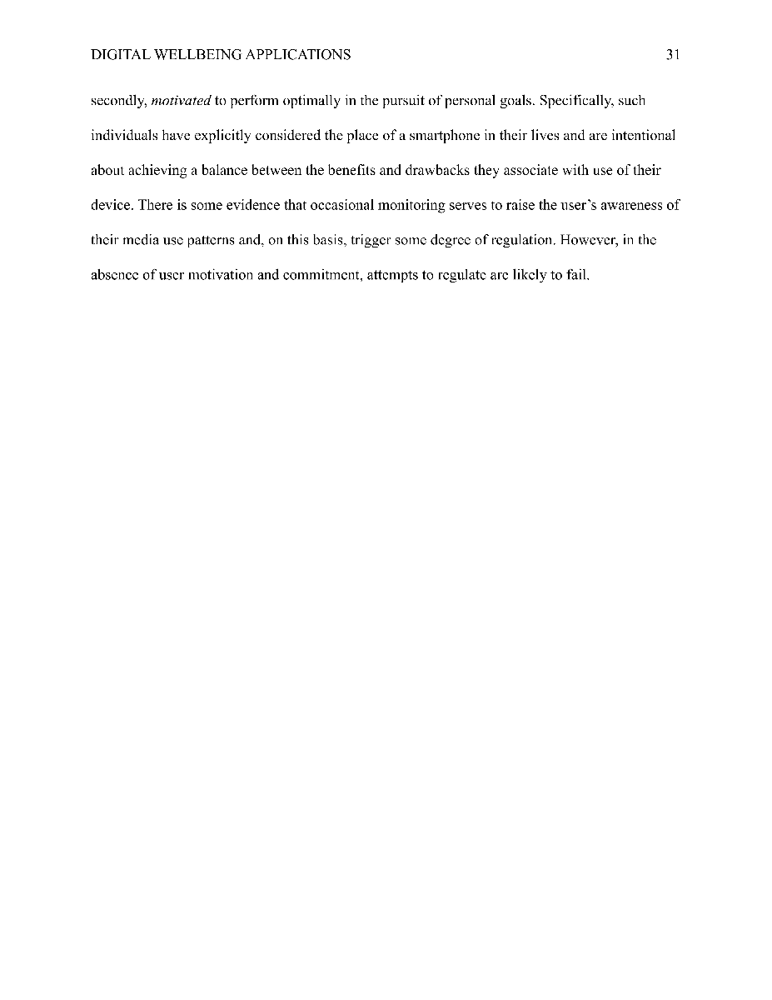 DIGITAL WELLBEING APPLICATIONS 31
secondly, motivated to perform optimally in the pursuit of personal goals. Specifically, such
individuals have explicitly considered the place of a smartphone in their lives and are intentional
about achieving a balance between the benefits and drawbacks they associate with use of their
device. There is some evidence that occasional monitoring serves to raise the user’s awareness of
their media use patterns and, on this basis, trigger some degree of regulation. However, in the
absence of user motivation and commitment, attempts to regulate are likely to fail.